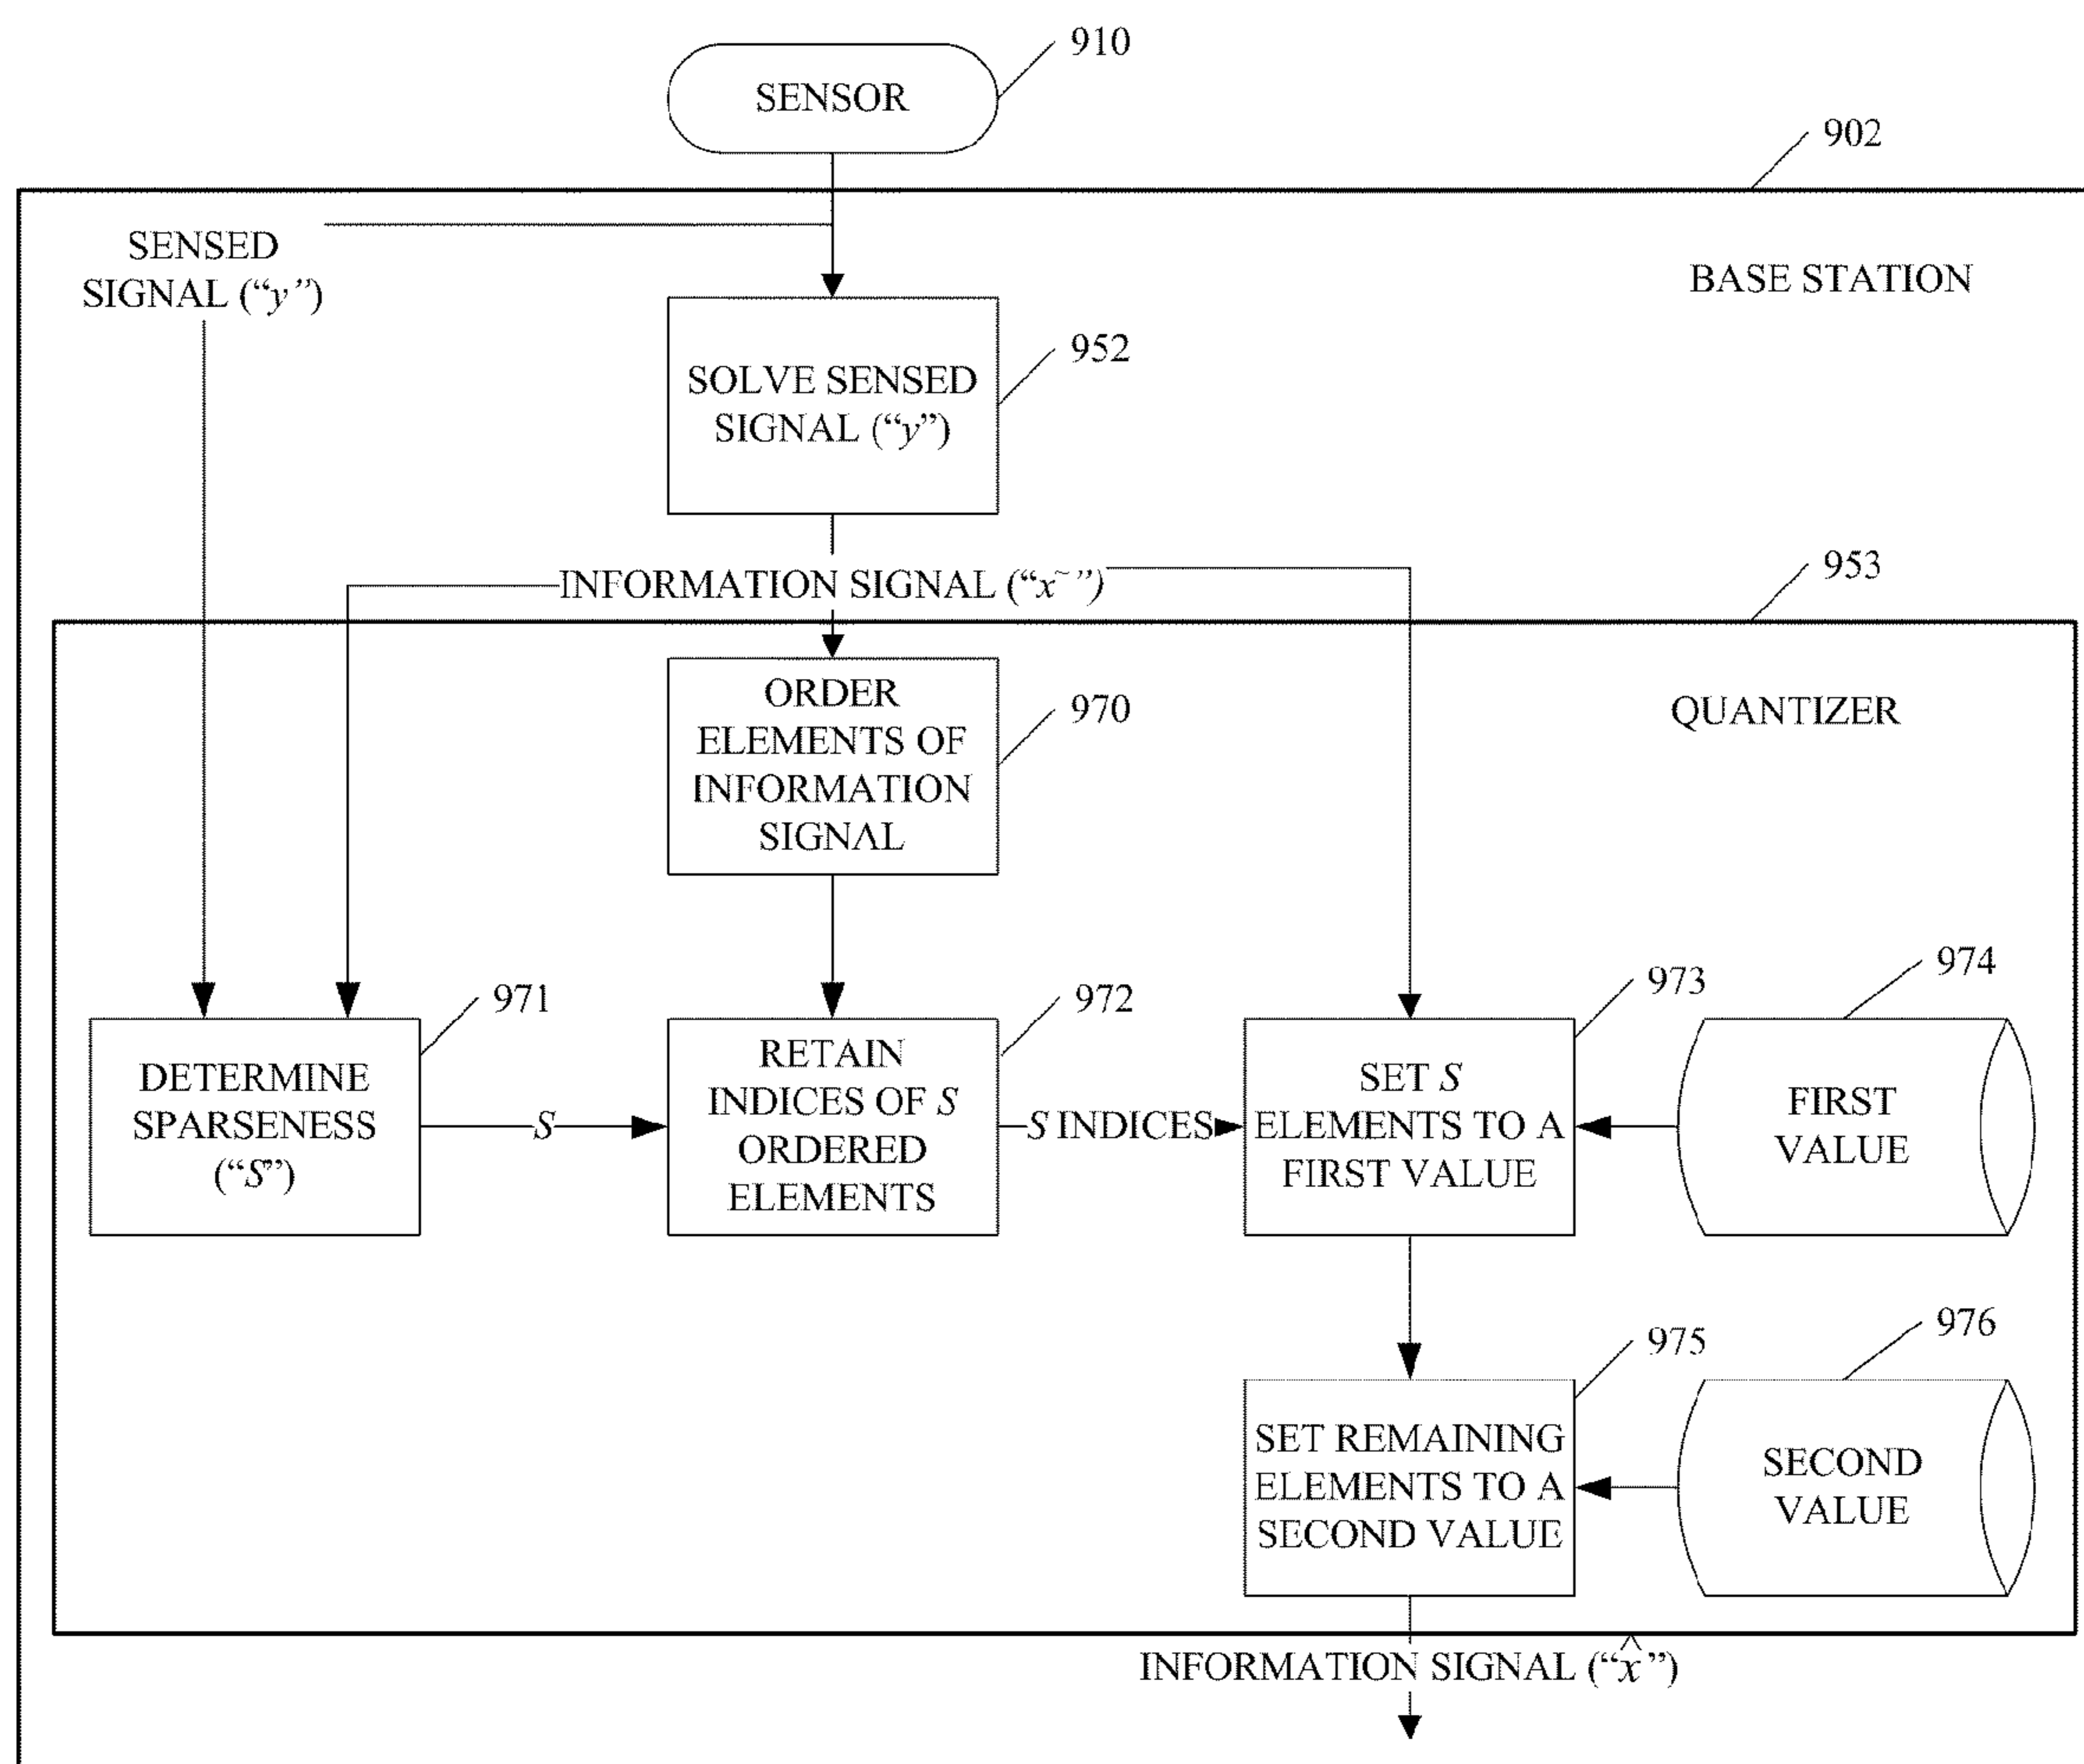 910
SENSOR
902
SENSED
SIGNAL (“y”)
BASE STATION
952
SOLVE SENSED
SIGNAL (“y”)
953
INFORMATION SIGNAL (“x~”)
QUANTIZER
970
ORDER
ELEMENTS OF
INFORMATION
SIGNAL
971
972
973
974
DETERMINE
SPARSENESS
(“S”)
S
RETAIN
INDICES OF S
ORDERED
ELEMENTS
S INDICES
SET S
ELEMENTS TO A
FIRST VALUE
FIRST
VALUE
975
976
SET REMAINING
ELEMENTS TO A
SECOND VALUE
SECOND
VALUE
INFORMATION SIGNAL (“x̂”)